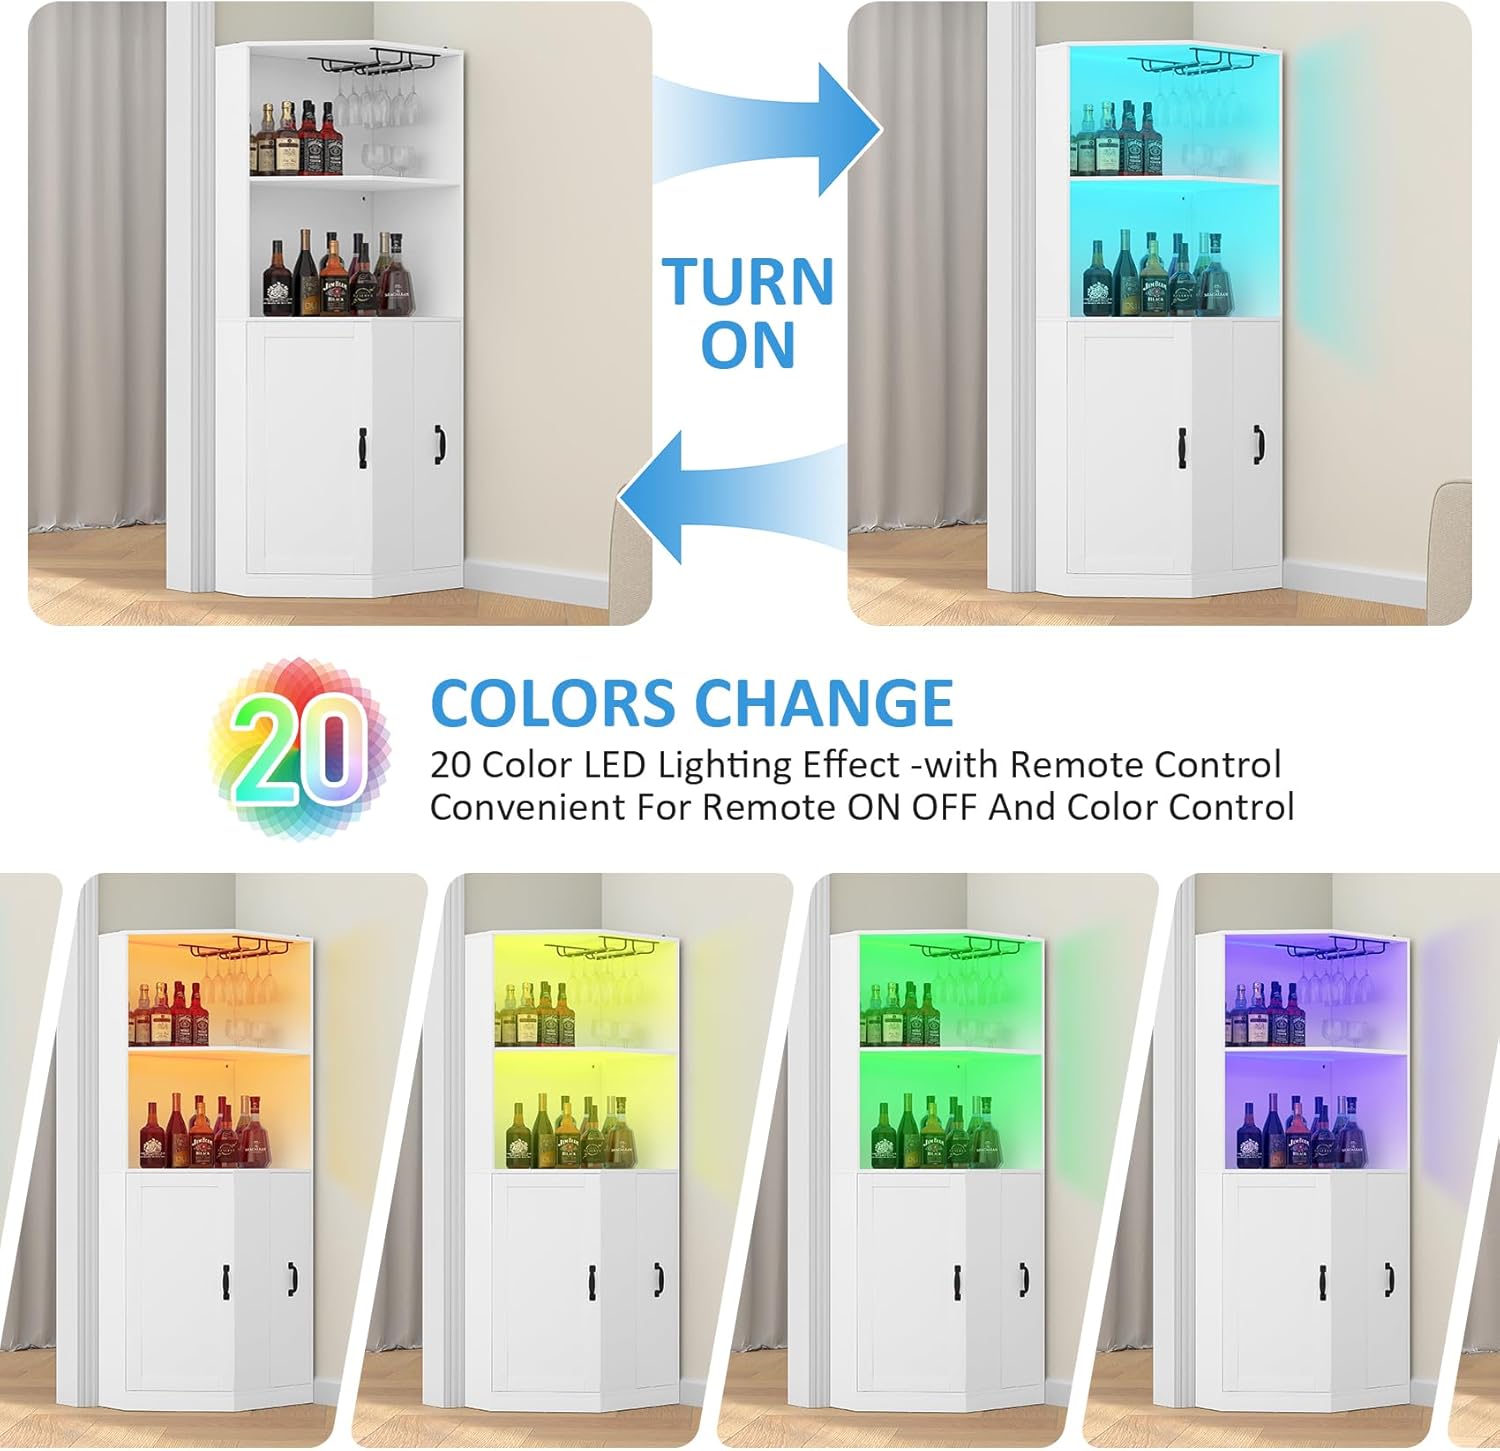 TURN
ON
20
COLORS CHANGE
20 Color LED Lighting Effect -with Remote Control
Convenient For Remote ON OFF And Color Control